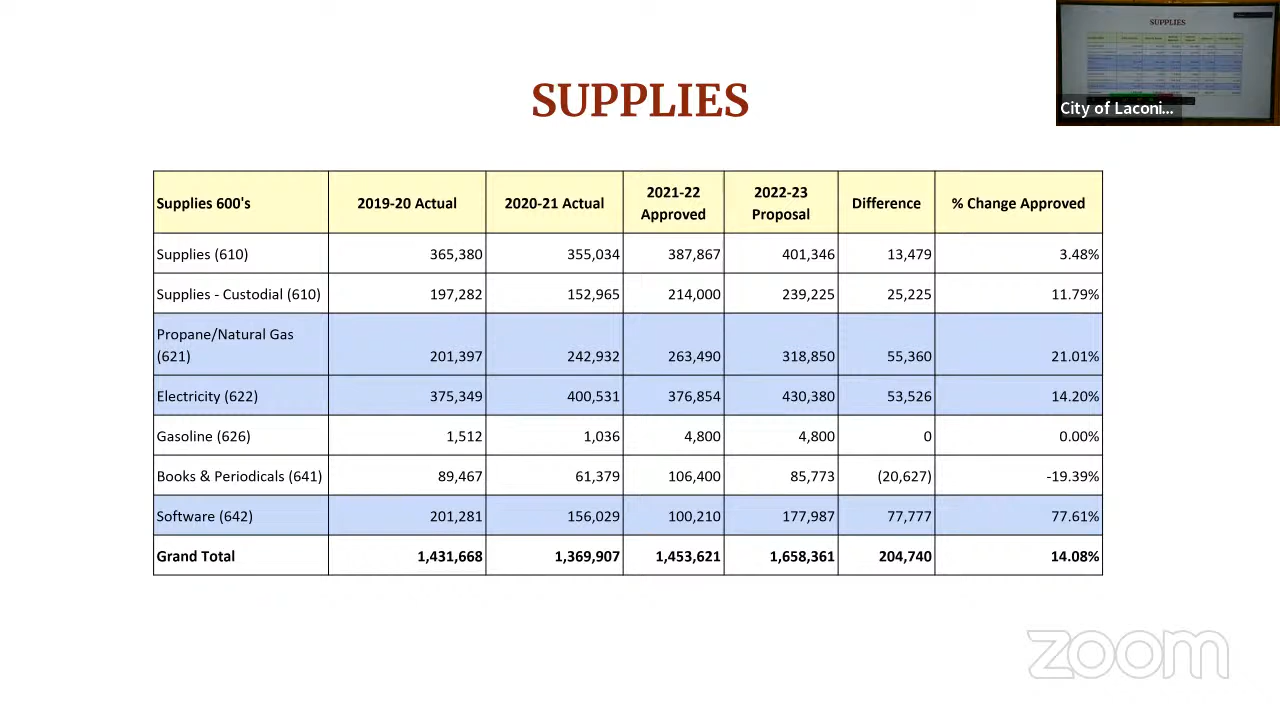 SUPPLIES
SUPPLIES
City of Laconi...
Supplies 600's 2019-20 Actual 2020-21 Actual 2021-22 Approved 2022-23 Proposal Difference % Change Approved
Supplies (610) 365,380 355,034 387,867 401,346 13,479 3.48%
Supplies - Custodial (610) 197,282 152,965 214,000 239,225 25,225 11.79%
Propane/Natural Gas (621) 201,397 242,932 263,490 318,850 55,360 21.01%
Electricity (622) 375,349 400,531 376,854 430,380 53,526 14.20%
Gasoline (626) 1,512 1,036 4,800 4,800 0 0.00%
Books & Periodicals (641) 89,467 61,379 106,400 85,773 (20,627) -19.39%
Software (642) 201,281 156,029 100,210 177,987 77,777 77.61%
Grand Total 1,431,668 1,369,907 1,453,621 1,658,361 204,740 14.08%
zoom